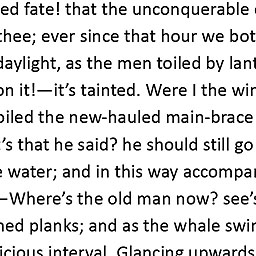 ed fate! that the unconquerable
thee; ever since that hour we bot
daylight, as the men toiled by lant
on it!—it’s tainted. Were I the win
oiled the new-hauled main-brace
’s that he said? he should still go
e water; and in this way accompan
—Where’s the old man now? see’s
ned planks; and as the whale swin
icious interval. Glancing upwards